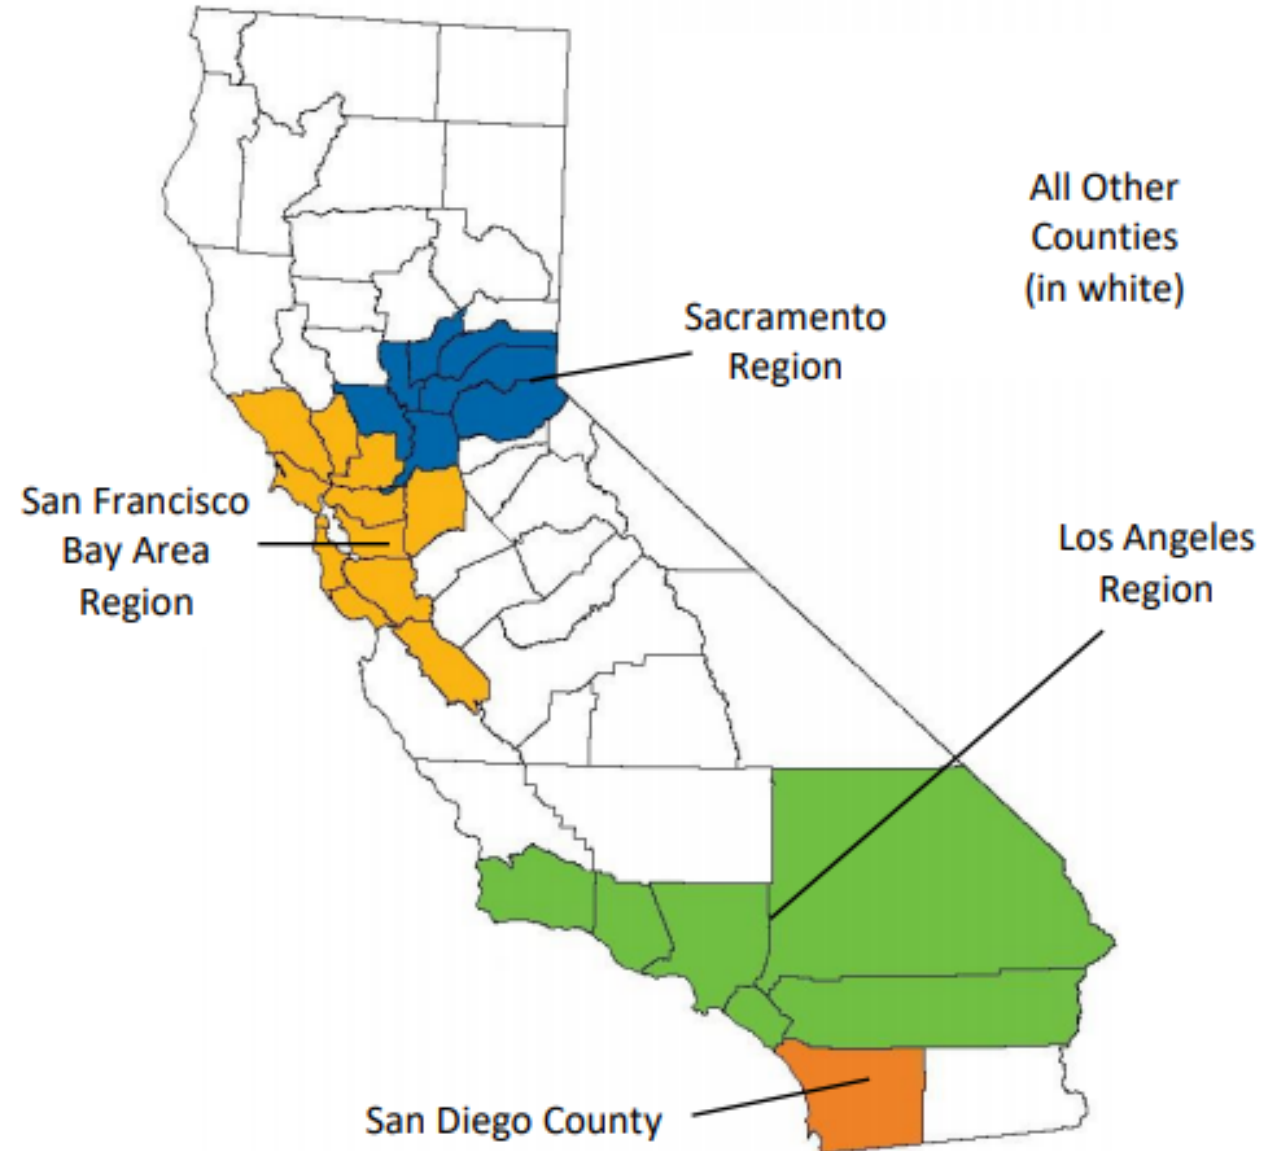 All Other
Counties
(in white)
Sacramento
Region
San Francisco
Bay Area
Region
Los Angeles
Region
San Diego County